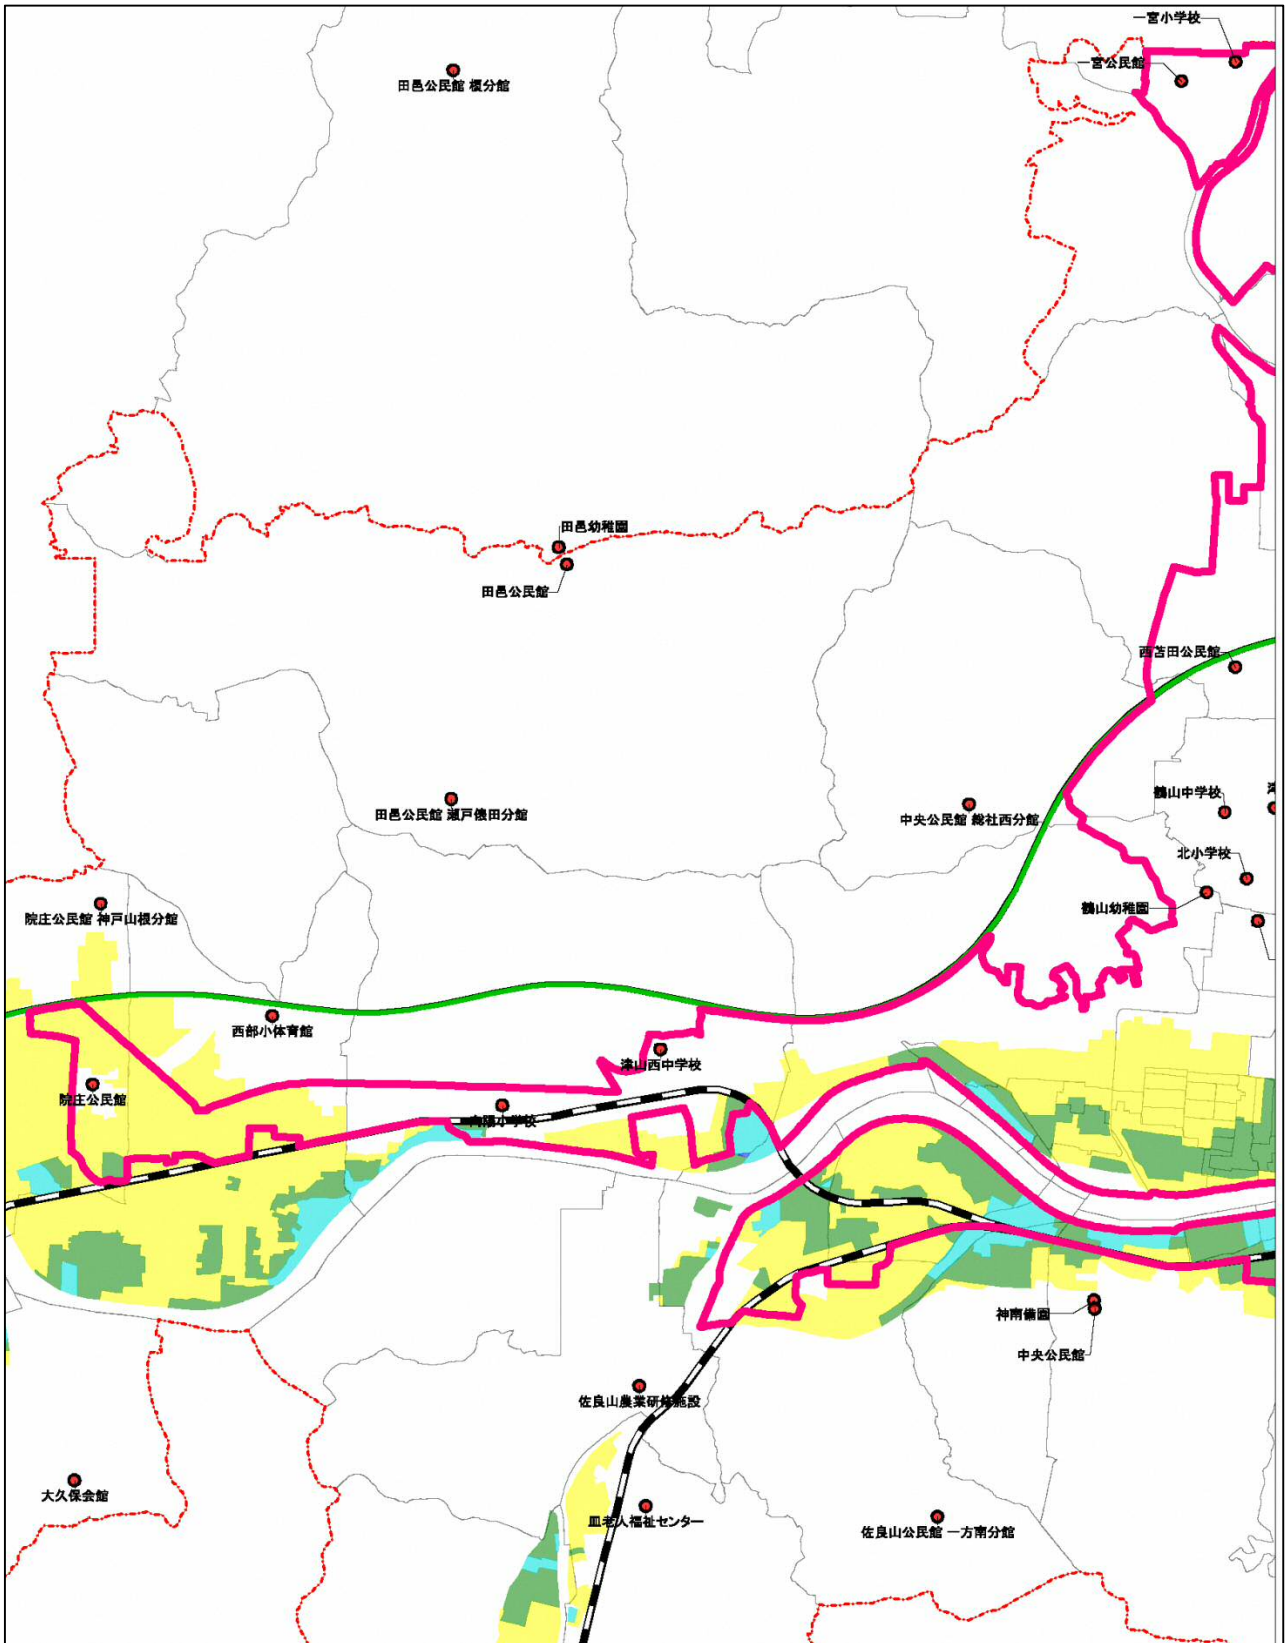 一宮小学校
一宮公民館
田邑公民館 榎分館
田邑幼稚園
田邑公民館
西苫田公民館
田邑公民館 瀬戸俵田分館
中央公民館 総社西分館
鶴山中学校
北小学校
鶴山幼稚園
院庄公民館 神戸山根分館
西部小体育館
津山西中学校
院庄公民館
向陽小学校
神南備園
中央公民館
佐良山農業研修施設
大久保会館
皿老人福祉センター
佐良山公民館 一方南分館